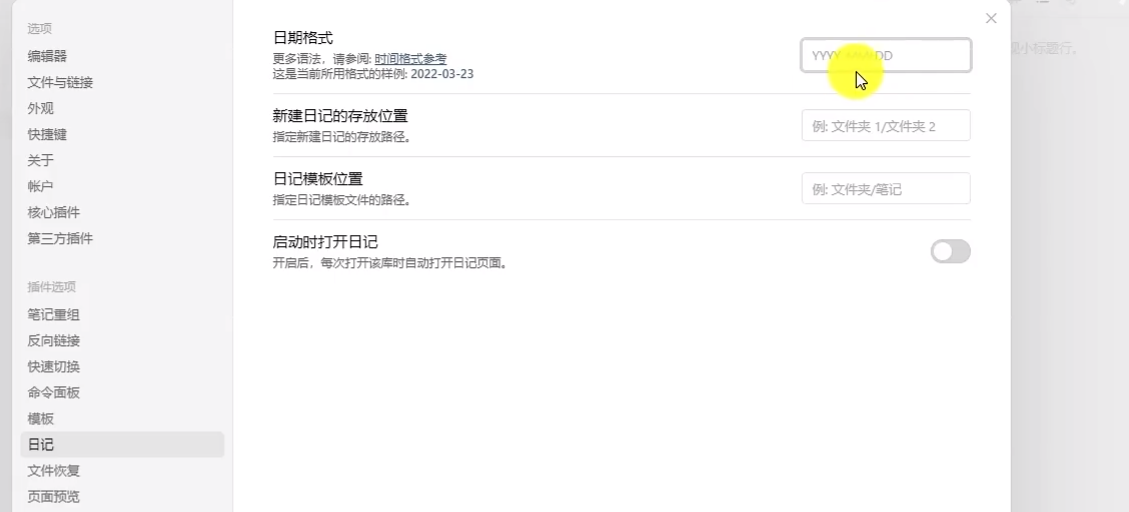 选项
编辑器
文件与链接
外观
快捷键
关于
帐户
核心插件
第三方插件
插件选项
笔记重组
反向链接
快速切换
命令面板
模板
日记
文件恢复
页面预览
日期格式
更多语法，请参阅: 时间格式参考
这是当前所用格式的样例: 2022-03-23
YYYY-MM-DD
新建日记的存放位置
指定新建日记的存放路径。
例: 文件夹 1/文件夹 2
日记模板位置
指定日记模板文件的路径。
例: 文件夹/笔记
启动时打开日记
开启后，每次打开该库时自动打开日记页面。
小标题行。